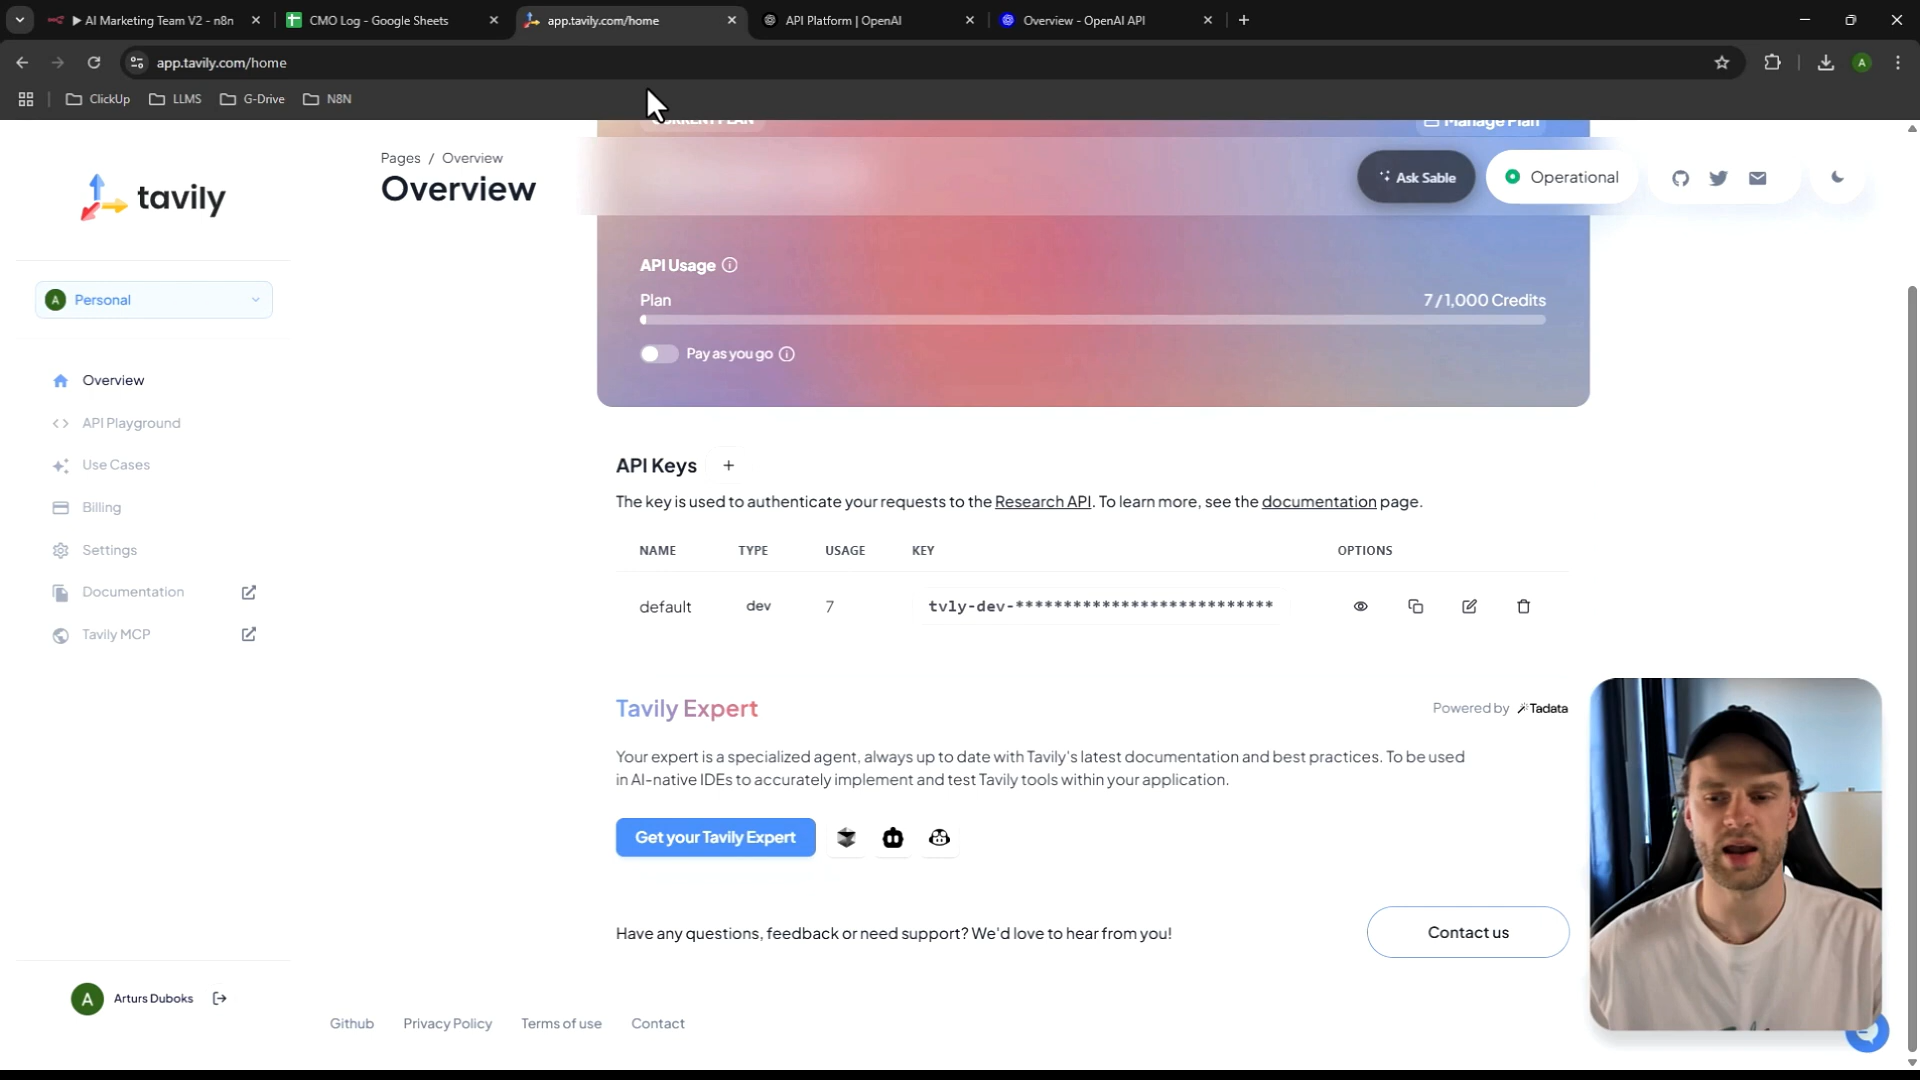 ▶ AI Marketing Team V2 - n8n
CMO Log - Google Sheets
app.tavily.com/home
API Platform | OpenAI
Overview - OpenAI API
app.tavily.com/home
A
ClickUp
LLMS
G-Drive
N8N
CURRENT PLAN
Manage Plan
tavily
Pages / Overview
Overview
Ask Sable
Operational
A Personal
API Usage
Plan
7 / 1,000 Credits
Pay as you go
Overview
API Playground
Use Cases
Billing
Settings
Documentation
Tavily MCP
API Keys +
The key is used to authenticate your requests to the Research API. To learn more, see the documentation page.
NAME TYPE USAGE KEY OPTIONS
default dev 7 tvly-dev-***************************
Tavily Expert
Powered by Tadata
Your expert is a specialized agent, always up to date with Tavily's latest documentation and best practices. To be used
in AI-native IDEs to accurately implement and test Tavily tools within your application.
Get your Tavily Expert
Have any questions, feedback or need support? We'd love to hear from you!
Contact us
A Arturs Duboks
Github
Privacy Policy
Terms of use
Contact